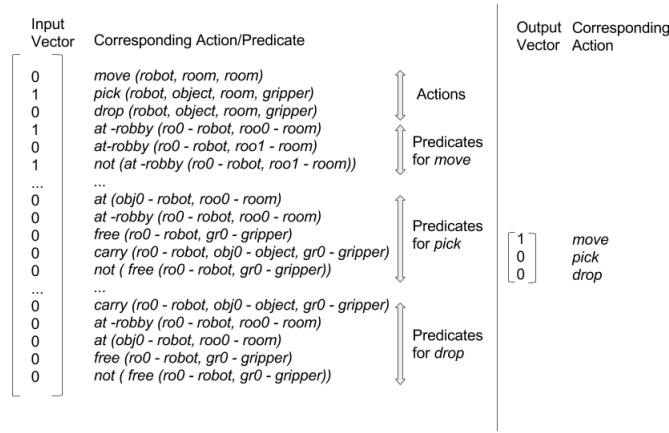 Input Vector Corresponding Action/Predicate
0 move (robot, room, room)
1 pick (robot, object, room, gripper)
0 drop (robot, object, room, gripper)
Actions
1 at -robby (ro0 - robot, roo0 - room)
0 at-robby (ro0 - robot, roo1 - room)
1 not (at -robby (ro0 - robot, roo1 - room))
Predicates
for move
... ...
0 at (obj0 - robot, roo0 - room)
0 at -robby (ro0 - robot, roo0 - room)
0 free (ro0 - robot, gr0 - gripper)
0 carry (ro0 - robot, obj0 - object, gr0 - gripper)
0 not ( free (ro0 - robot, gr0 - gripper))
Predicates
for pick
... ...
0 carry (ro0 - robot, obj0 - object, gr0 - gripper)
0 at -robby (ro0 - robot, roo0 - room)
0 at (obj0 - robot, roo0 - room)
0 free (ro0 - robot, gr0 - gripper)
0 not ( free (ro0 - robot, gr0 - gripper))
Predicates
for drop
Output Corresponding
Vector Action
1 move
0 pick
0 drop